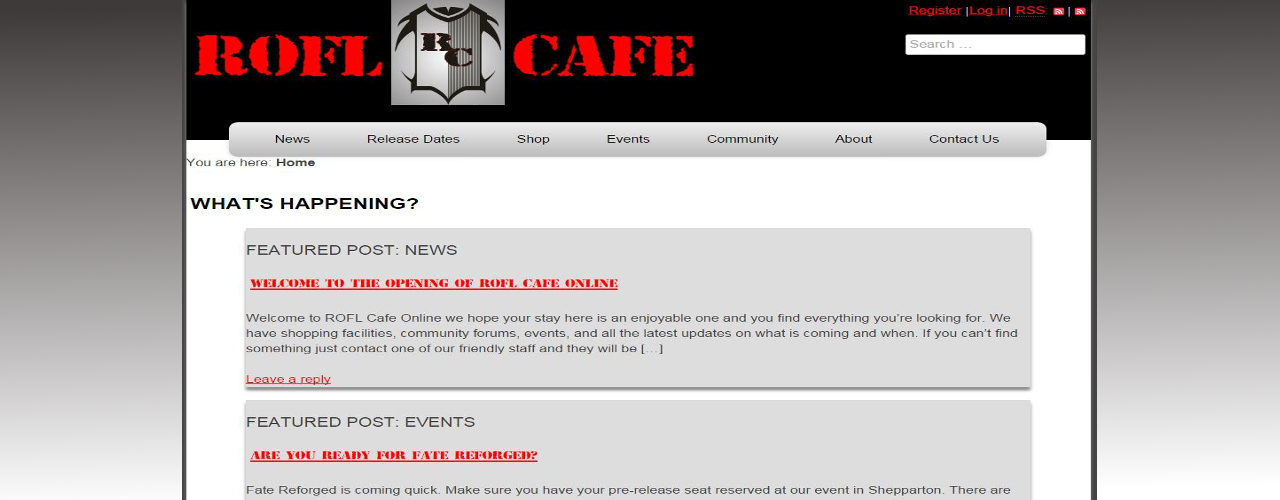 Register | Log in | RSS |
ROFL RC CAFE
Search ...
News Release Dates Shop Events Community About Contact Us
You are here: Home
WHAT'S HAPPENING?
FEATURED POST: NEWS
WELCOME TO THE OPENING OF ROFL CAFE ONLINE
Welcome to ROFL Cafe Online we hope your stay here is an enjoyable one and you find everything you're looking for. We
have shopping facilities, community forums, events, and all the latest updates on what is coming and when. If you can't find
something just contact one of our friendly staff and they will be [...]
Leave a reply
FEATURED POST: EVENTS
ARE YOU READY FOR FATE REFORGED?
Fate Reforged is coming quick. Make sure you have your pre-release seat reserved at our event in Shepparton. There are